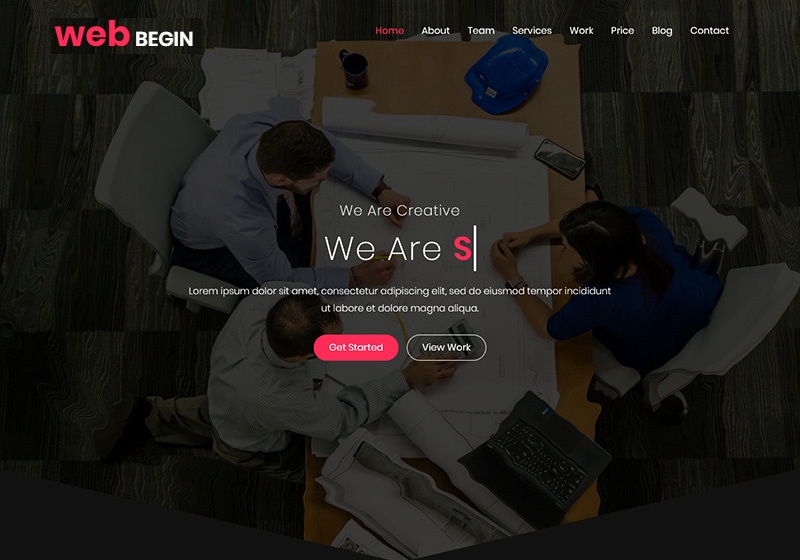 web BEGIN
Home About Team Services Work Price Blog Contact
We Are Creative
We Are S
Lorem ipsum dolor sit amet, consectetur adipiscing elit, sed do eiusmod tempor incididunt
ut labore et dolore magna aliqua.
Get Started View Work